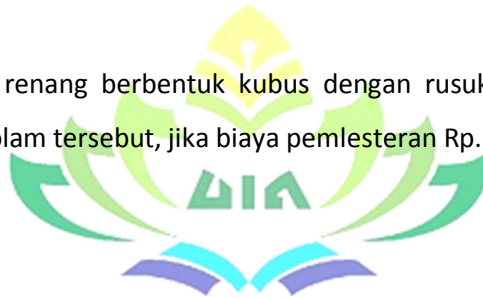 renang berbentuk kubus dengan rusuk
olam tersebut, jika biaya pemlesteran Rp.
UIN